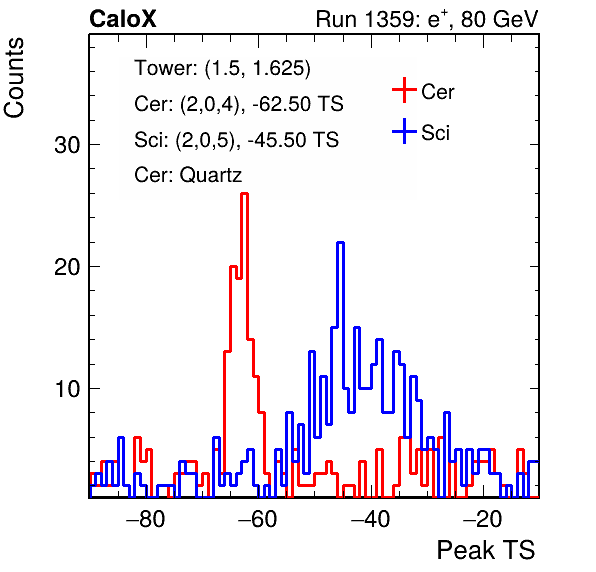 CaloX Run 1359: e⁺, 80 GeV
Counts
Tower: (1.5, 1.625)
Cer: (2,0,4), -62.50 TS
Sci: (2,0,5), -45.50 TS
Cer: Quartz
Cer
Sci
30
20
10
−80 −60 −40 −20
Peak TS